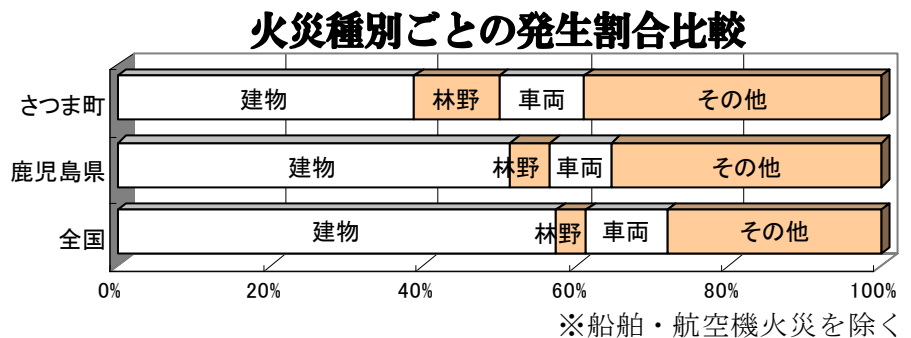 火災種別ごとの発生割合比較
さつま町 建物 林野 車両 その他
鹿児島県 建物 林野 車両 その他
全国 建物 林野 車両 その他
0% 20% 40% 60% 80% 100%
※船舶・航空機火災を除く